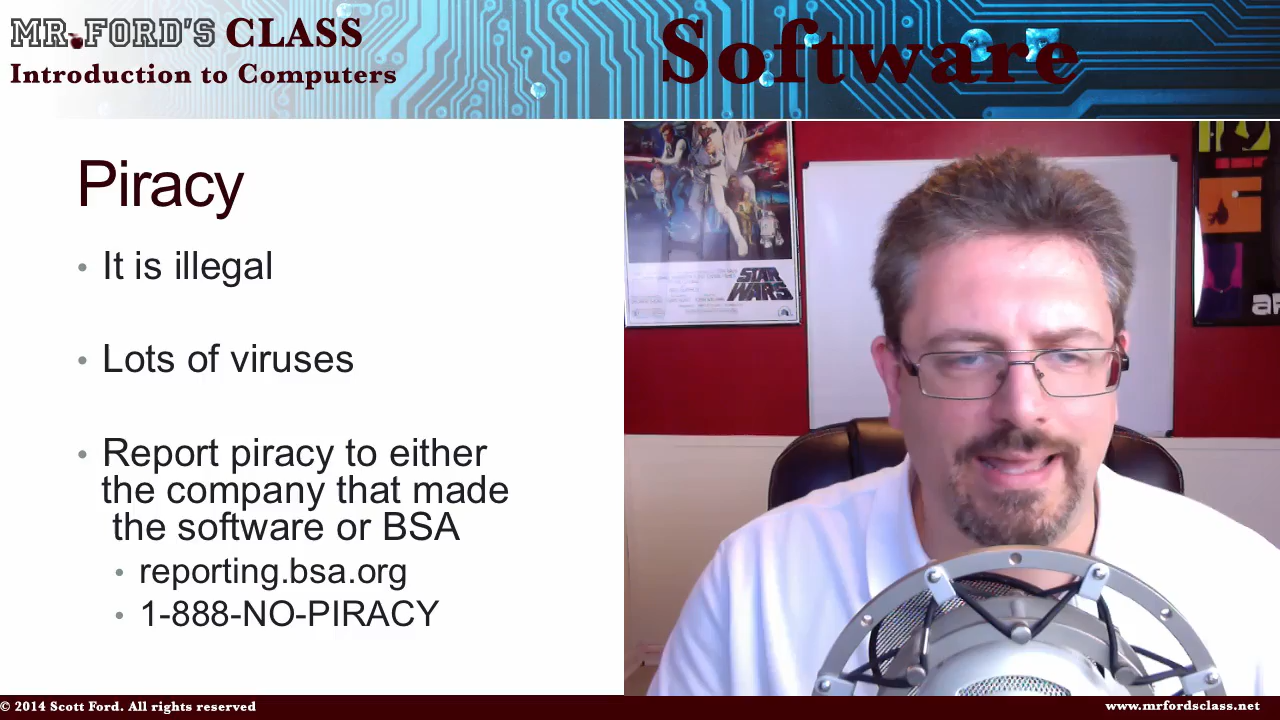 MR. FORD'S CLASS
Introduction to Computers
Software
Piracy
• It is illegal
• Lots of viruses
• Report piracy to either
the company that made
the software or BSA
• reporting.bsa.org
• 1-888-NO-PIRACY
STAR
WARS
© 2014 Scott Ford. All rights reserved
www.mrfordsclass.net